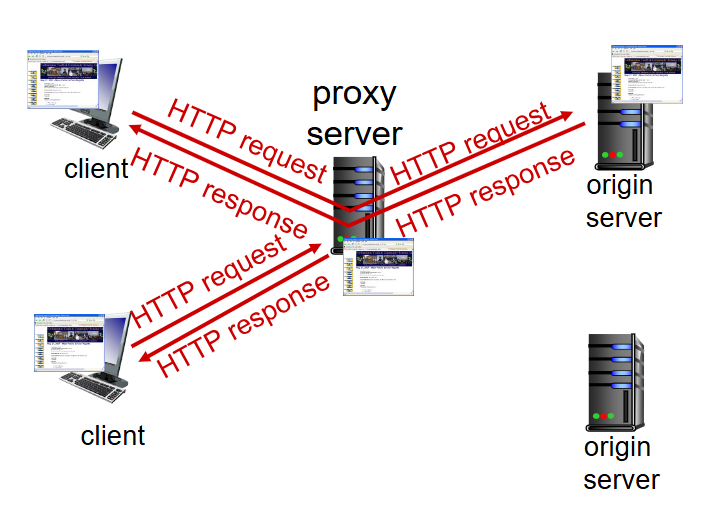 proxy
server
client
HTTP request
HTTP response
HTTP request
HTTP response
origin
server
HTTP request
HTTP response
client
origin
server